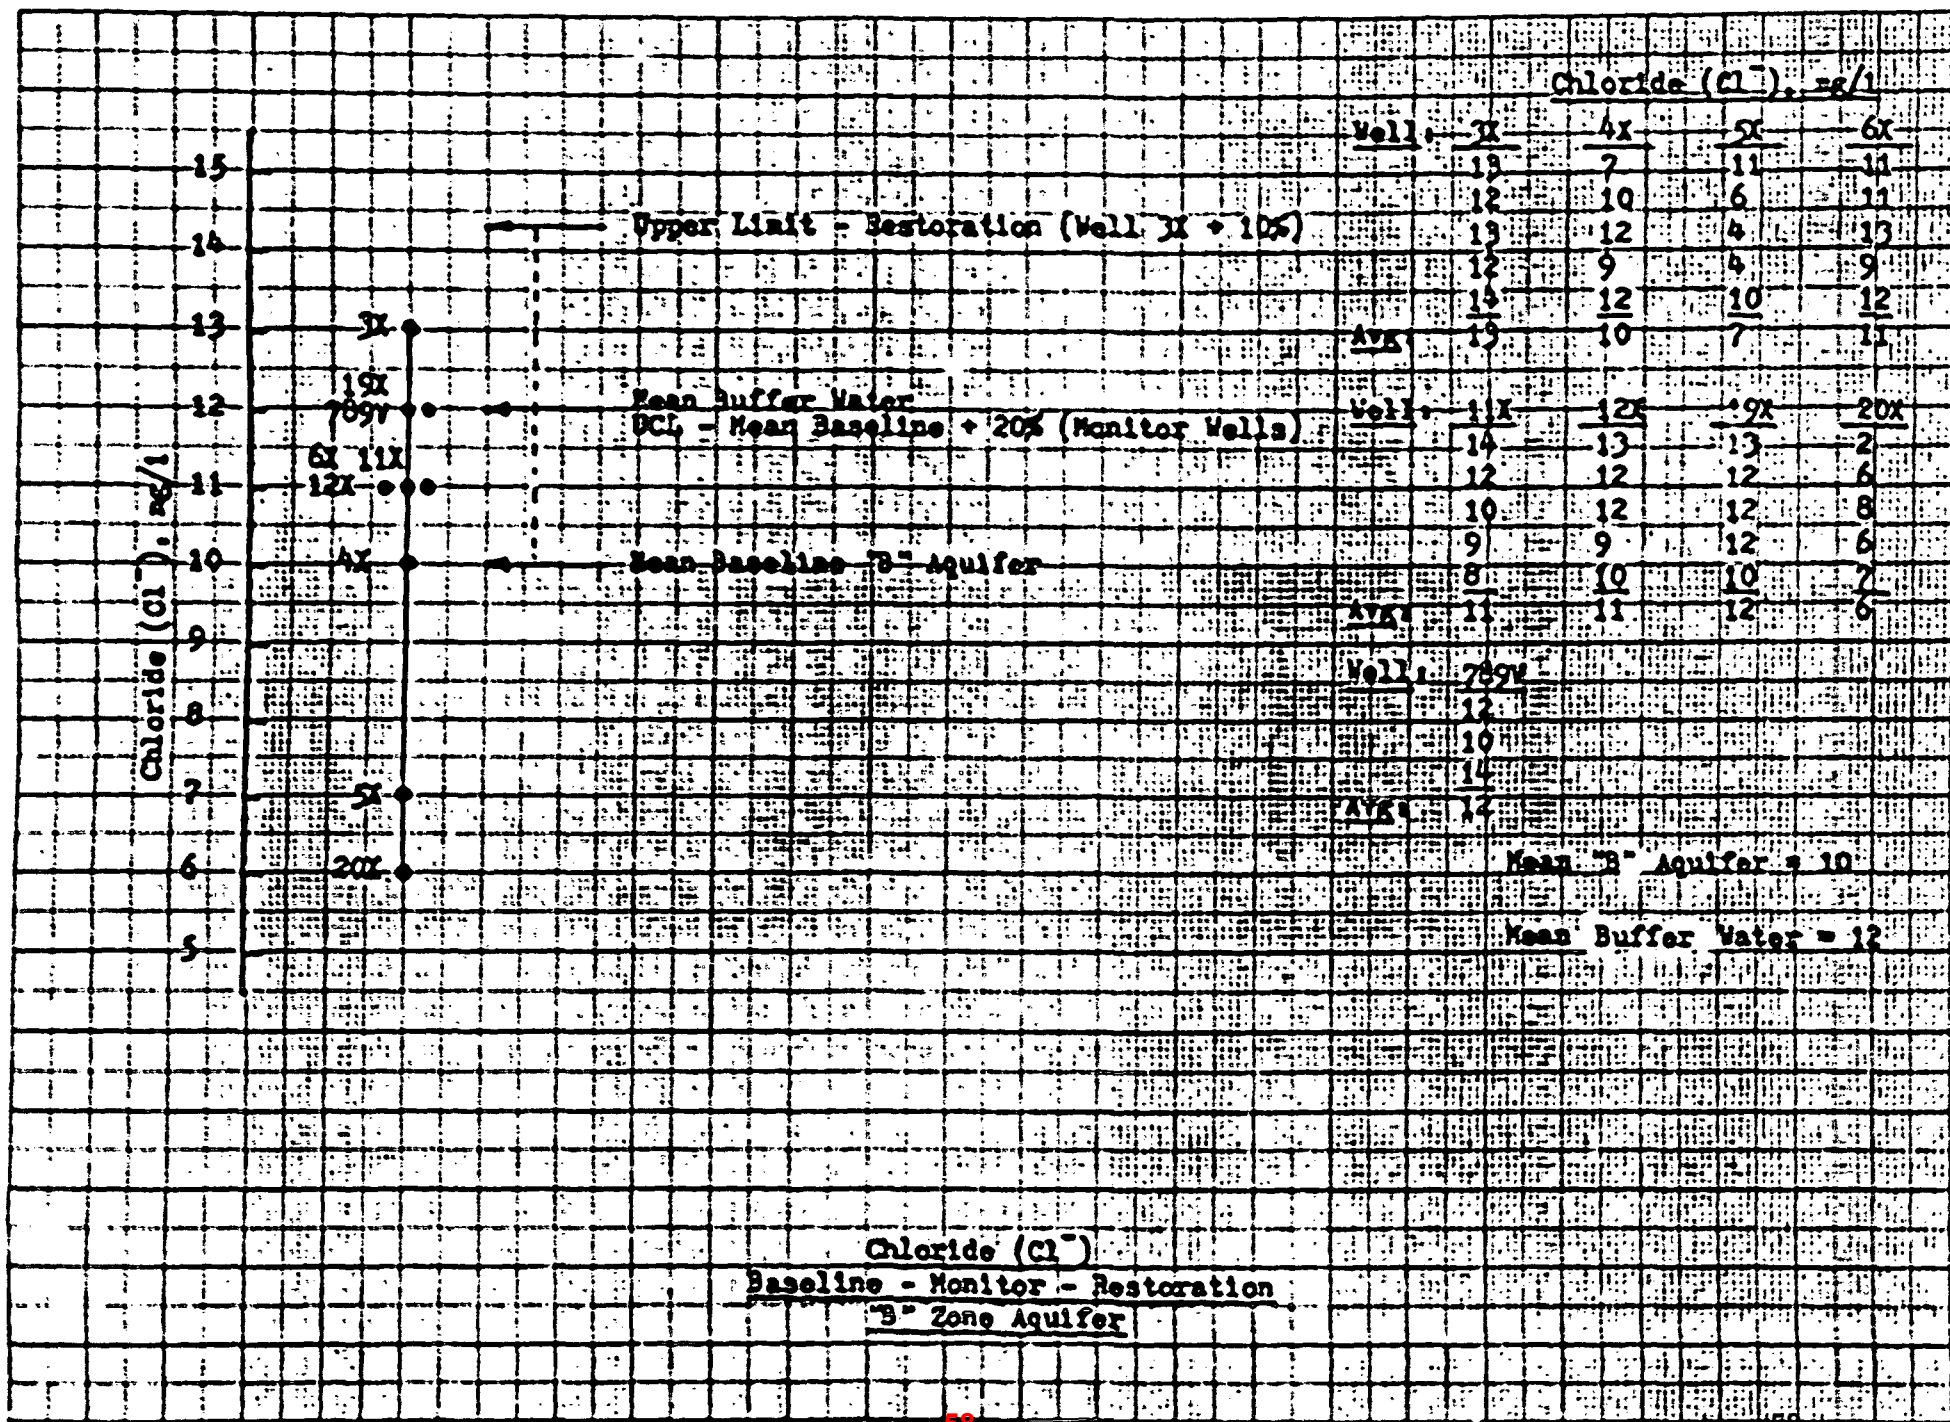 Chloride (Cl⁻), mg/l
Well: 3X 4X 5X 6X
13 7 11 11
12 10 6 11
13 12 4 13
12 9 4 9
14 12 10 12
Avg: 13 10 7 11
Well: 11X 12X 19X 20X
14 13 13 2
12 12 12 6
10 12 12 8
9 9 12 6
8 10 10 7
Avg: 11 11 12 6
Well: 789V
12
10
14
Avg: 12
Mean "B" Aquifer = 10
Mean Buffer Water = 12
Chloride (Cl⁻), mg/l
15
14
13
12
11
10
9
8
7
6
5
3X
19X
789V
6X 11X
12X
4X
5X
20X
Upper Limit - Restoration (Well 3X + 10%)
Mean Buffer Water
UCL - Mean Baseline + 20% (Monitor Wells)
Mean Baseline "B" Aquifer
Chloride (Cl⁻)
Baseline - Monitor - Restoration
"B" Zone Aquifer